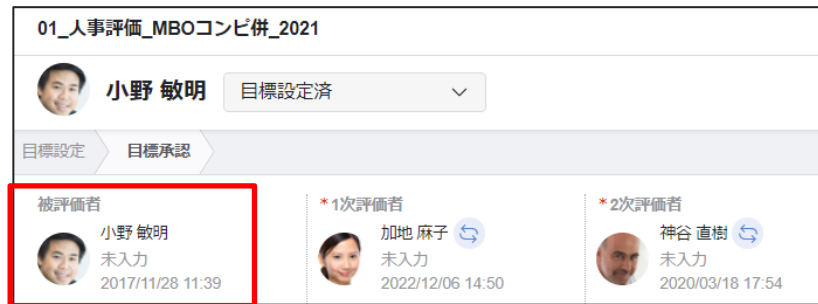 01_人事評価_MBOコンピ併_2021
小野 敏明 目標設定済
目標設定 目標承認
被評価者 *1次評価者 *2次評価者
小野 敏明 加地 麻子 神谷 直樹
未入力 未入力 未入力
2017/11/28 11:39 2022/12/06 14:50 2020/03/18 17:54